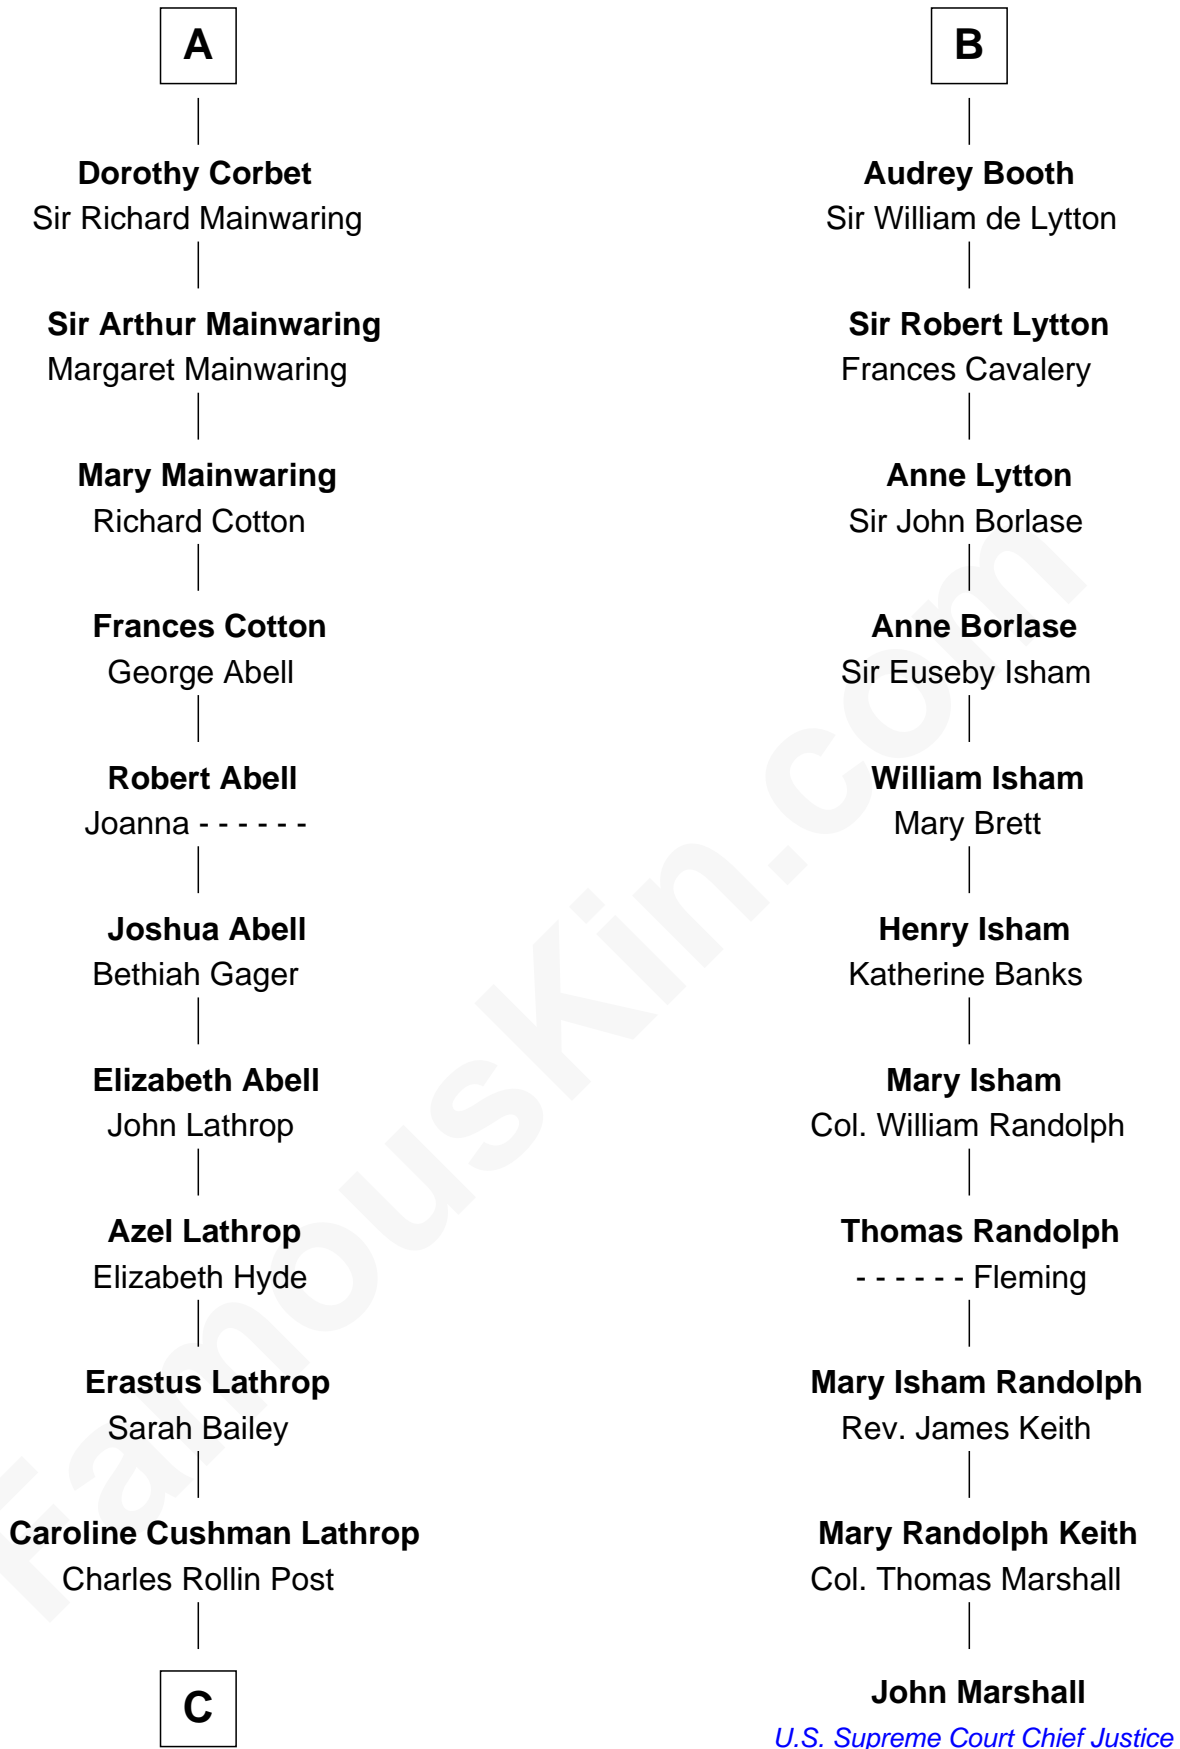 A
Dorothy Corbet
Sir Richard Mainwaring
Sir Arthur Mainwaring
Margaret Mainwaring
Mary Mainwaring
Richard Cotton
Frances Cotton
George Abell
Robert Abell
Joanna - - - - - -
Joshua Abell
Bethiah Gager
Elizabeth Abell
John Lathrop
Azel Lathrop
Elizabeth Hyde
Erastus Lathrop
Sarah Bailey
Caroline Cushman Lathrop
Charles Rollin Post
C
B
Audrey Booth
Sir William de Lytton
Sir Robert Lytton
Frances Cavalery
Anne Lytton
Sir John Borlase
Anne Borlase
Sir Euseby Isham
William Isham
Mary Brett
Henry Isham
Katherine Banks
Mary Isham
Col. William Randolph
Thomas Randolph
- - - - - - Fleming
Mary Isham Randolph
Rev. James Keith
Mary Randolph Keith
Col. Thomas Marshall
John Marshall
U.S. Supreme Court Chief Justice
FamousKin.com